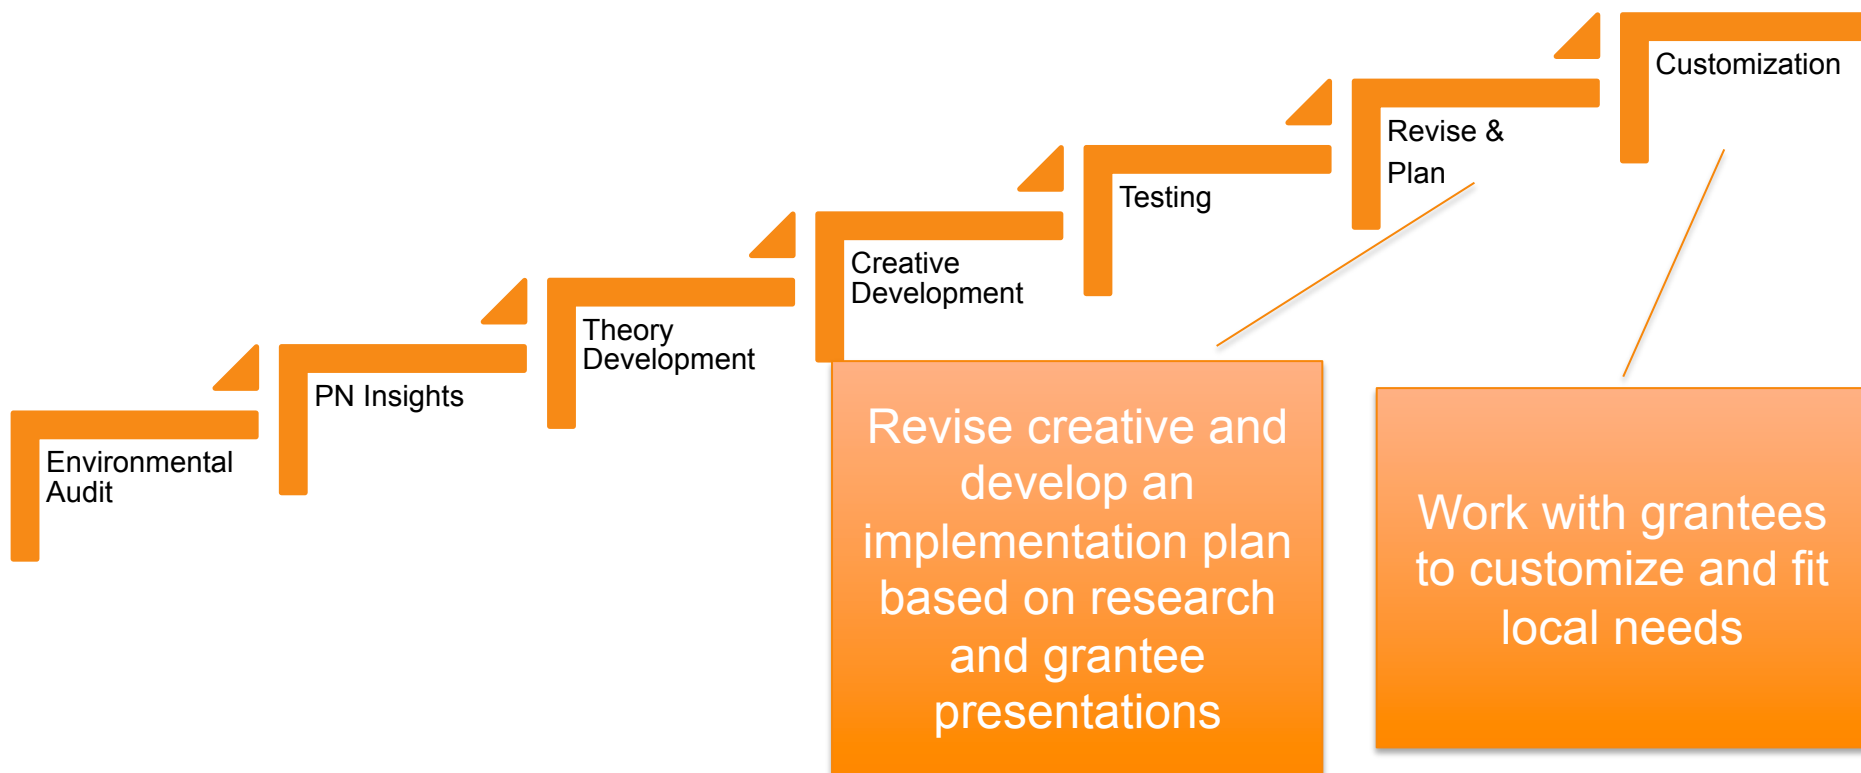 Environmental
Audit
PN Insights
Theory
Development
Creative
Development
Testing
Revise &
Plan
Customization
Revise creative and
develop an
implementation plan
based on research
and grantee
presentations
Work with grantees
to customize and fit
local needs